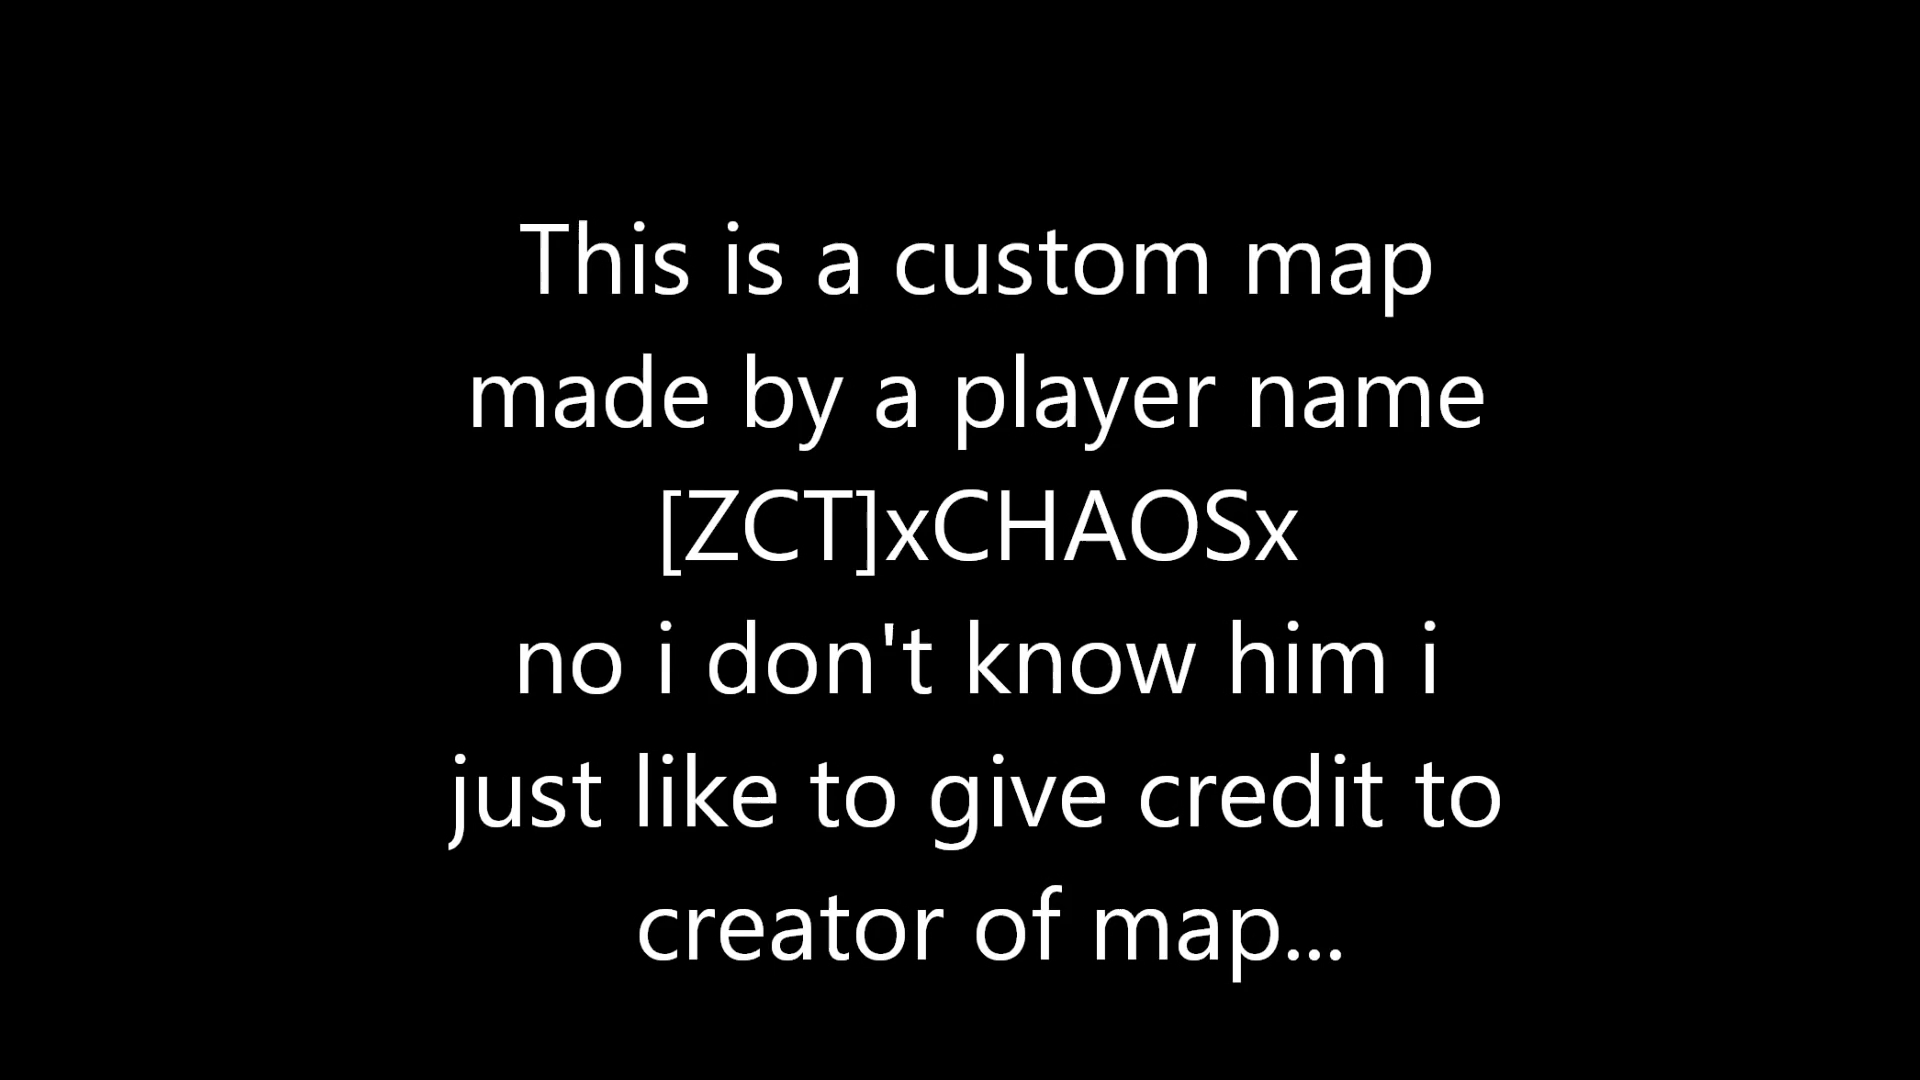 This is a custom map
made by a player name
[ZCT]xCHAOSx
no i don't know him i
just like to give credit to
creator of map...